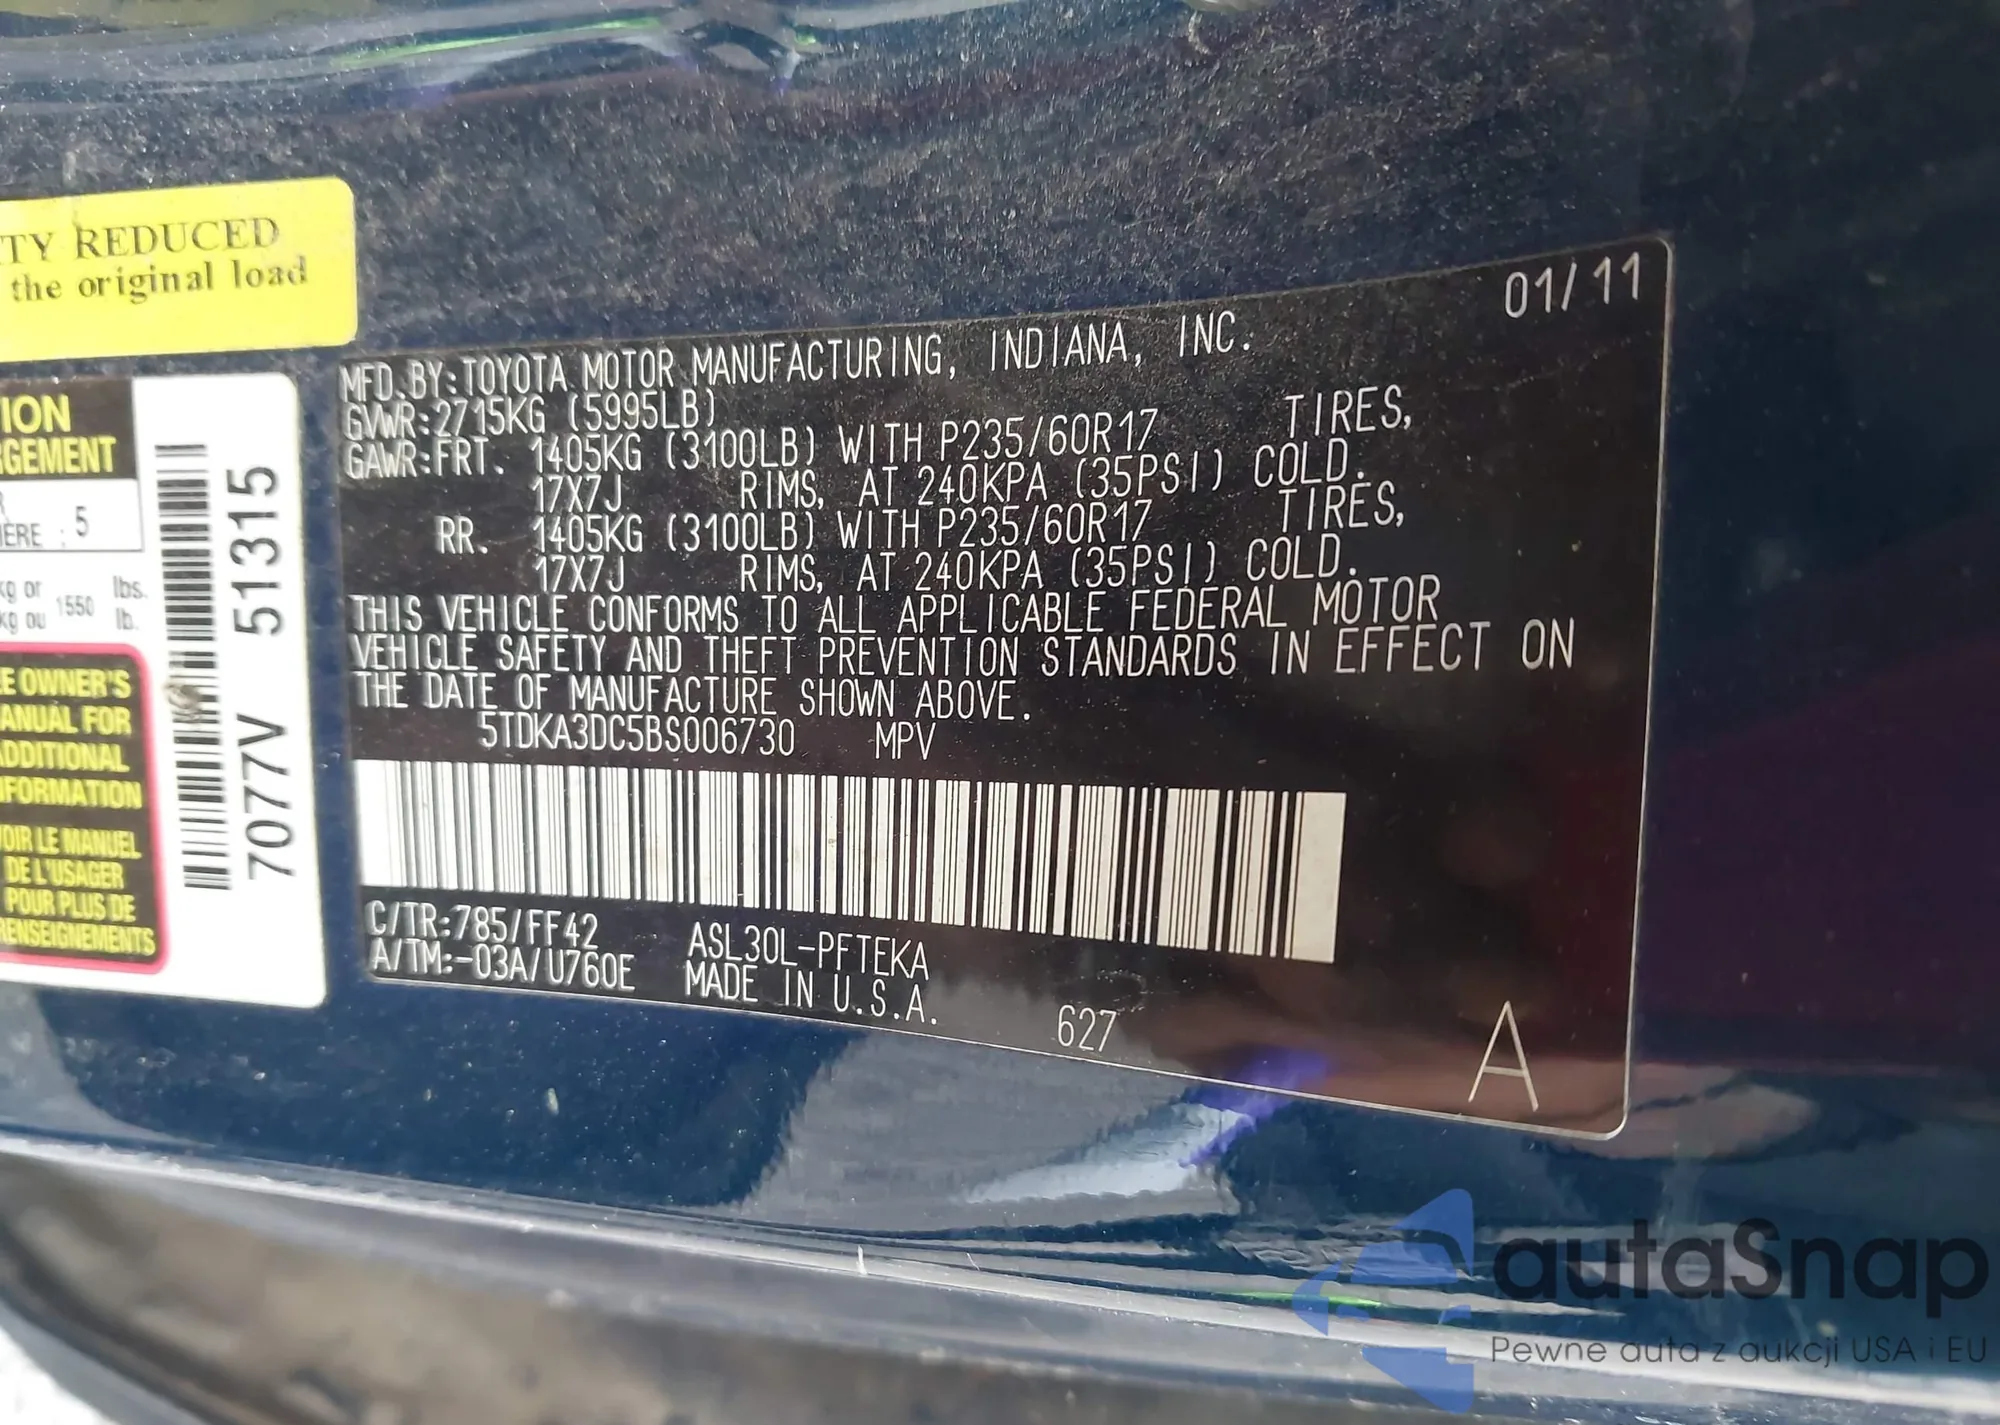 TY REDUCED
the original load
TION
RGEMENT
ÈRE : 5
kg or lbs.
kg ou 1550 lb.
E OWNER'S
ANUAL FOR
ADDITIONAL
NFORMATION
OIR LE MANUEL
DE L'USAGER
POUR PLUS DE
RENSEIGNEMENTS
7077V 51315
01/11
MFD.BY:TOYOTA MOTOR MANUFACTURING, INDIANA, INC.
GVWR:2715KG (5995LB)
GAWR:FRT. 1405KG (3100LB) WITH P235/60R17 TIRES,
17X7J RIMS, AT 240KPA (35PSI) COLD.
RR. 1405KG (3100LB) WITH P235/60R17 TIRES,
17X7J RIMS, AT 240KPA (35PSI) COLD.
THIS VEHICLE CONFORMS TO ALL APPLICABLE FEDERAL MOTOR
VEHICLE SAFETY AND THEFT PREVENTION STANDARDS IN EFFECT ON
THE DATE OF MANUFACTURE SHOWN ABOVE.
5TDKA3DC5BS006730 MPV
C/TR:785/FF42 ASL30L-PFTEKA
A/TM:-03A/U760E MADE IN U.S.A.
627
A
autaSnap
Pewne auta z aukcji USA i EU